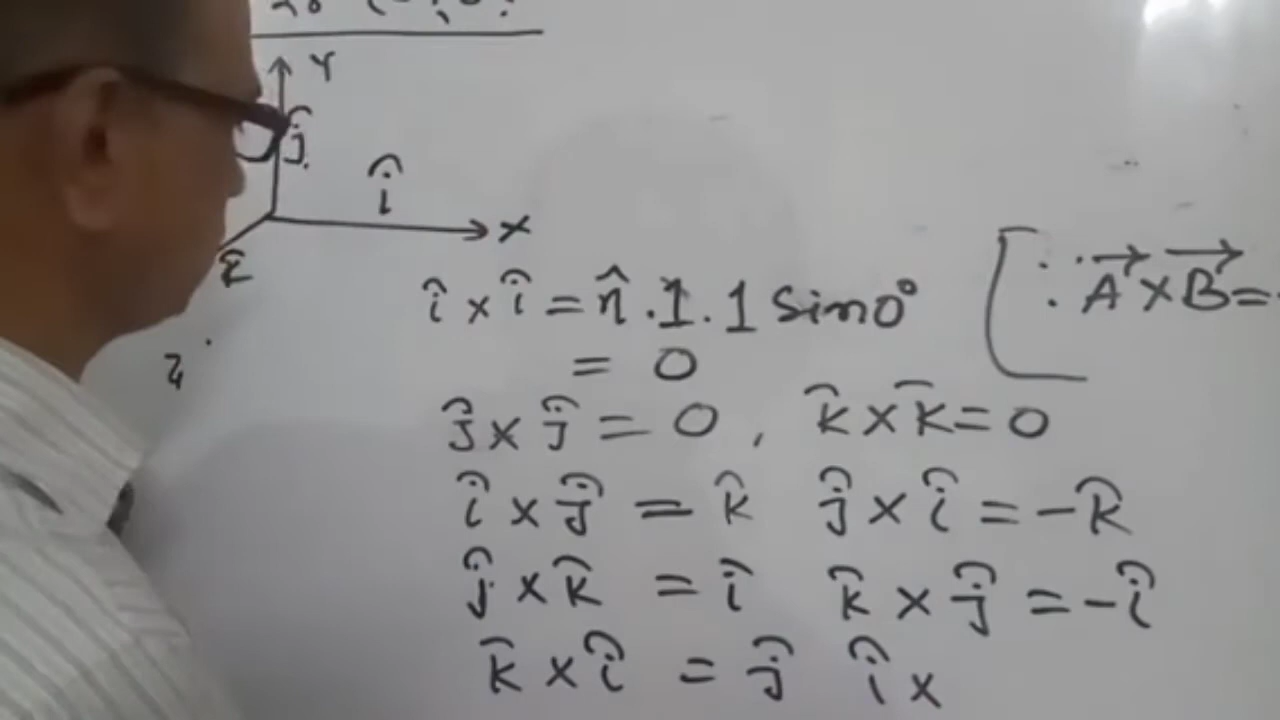 Y
ĵ
î
X
î × î = n̂ . 1 . 1 Sin0°
= 0
[∵ A⃗ × B⃗ =
ĵ × ĵ = 0 , k̂ × k̂ = 0
î × ĵ = k̂ ĵ × î = -k̂
ĵ × k̂ = î k̂ × ĵ = -î
k̂ × î = ĵ î ×